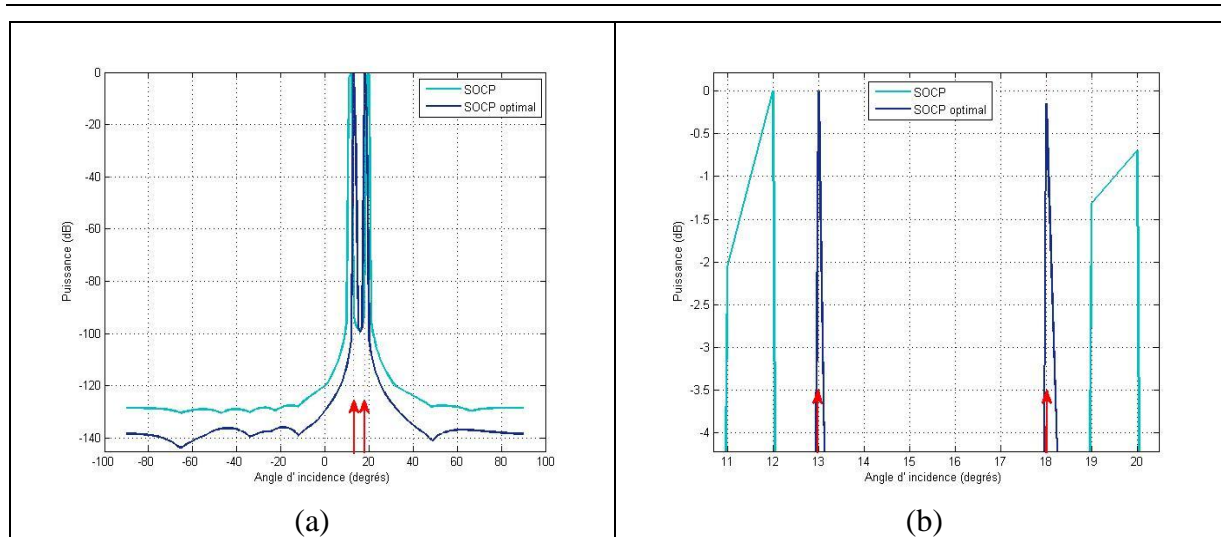 0
-20
-40
-60
-80
-100
-120
-140
Puissance (dB)
SOCP
SOCP optimal
-100 -80 -60 -40 -20 0 20 40 60 80 100
Angle d' incidence (degrés)
(a)
0
-0.5
-1
-1.5
-2
-2.5
-3
-3.5
-4
Puissance (dB)
SOCP
SOCP optimal
11 12 13 14 15 16 17 18 19 20
Angle d' incidence (degrés)
(b)